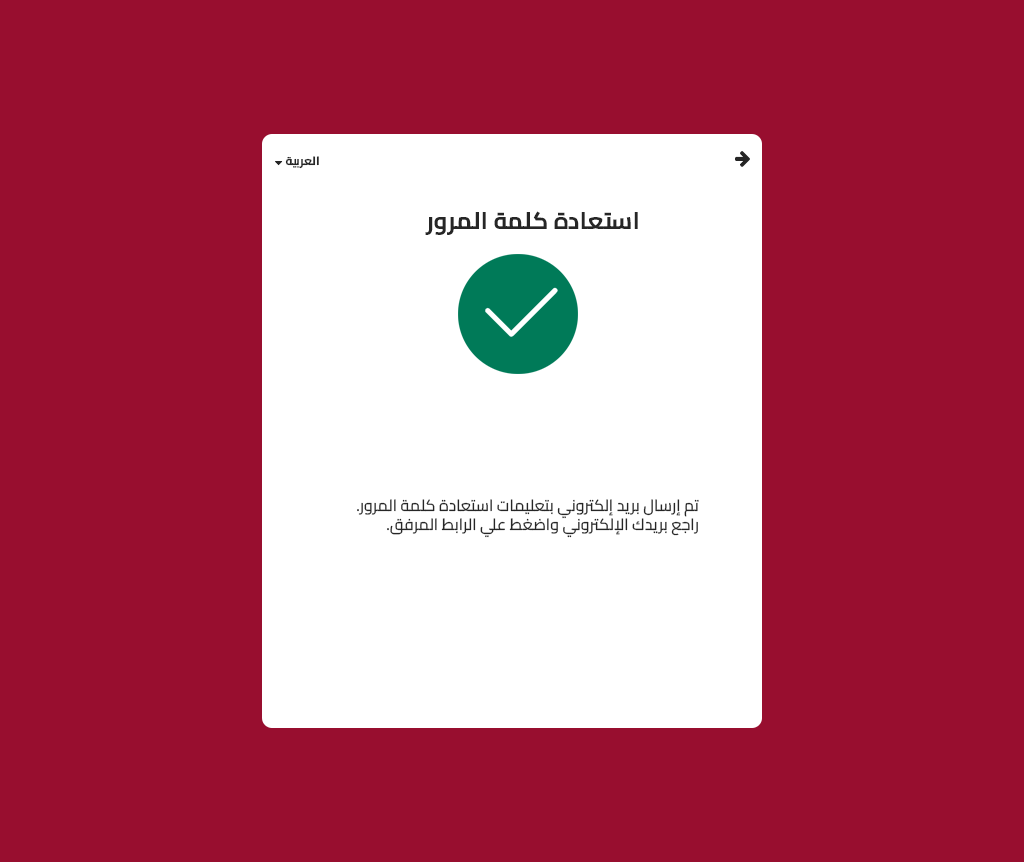 العربية
استعادة كلمة المرور
تم إرسال بريد إلكتروني بتعليمات استعادة كلمة المرور.
راجع بريدك الإلكتروني واضغط علي الرابط المرفق.